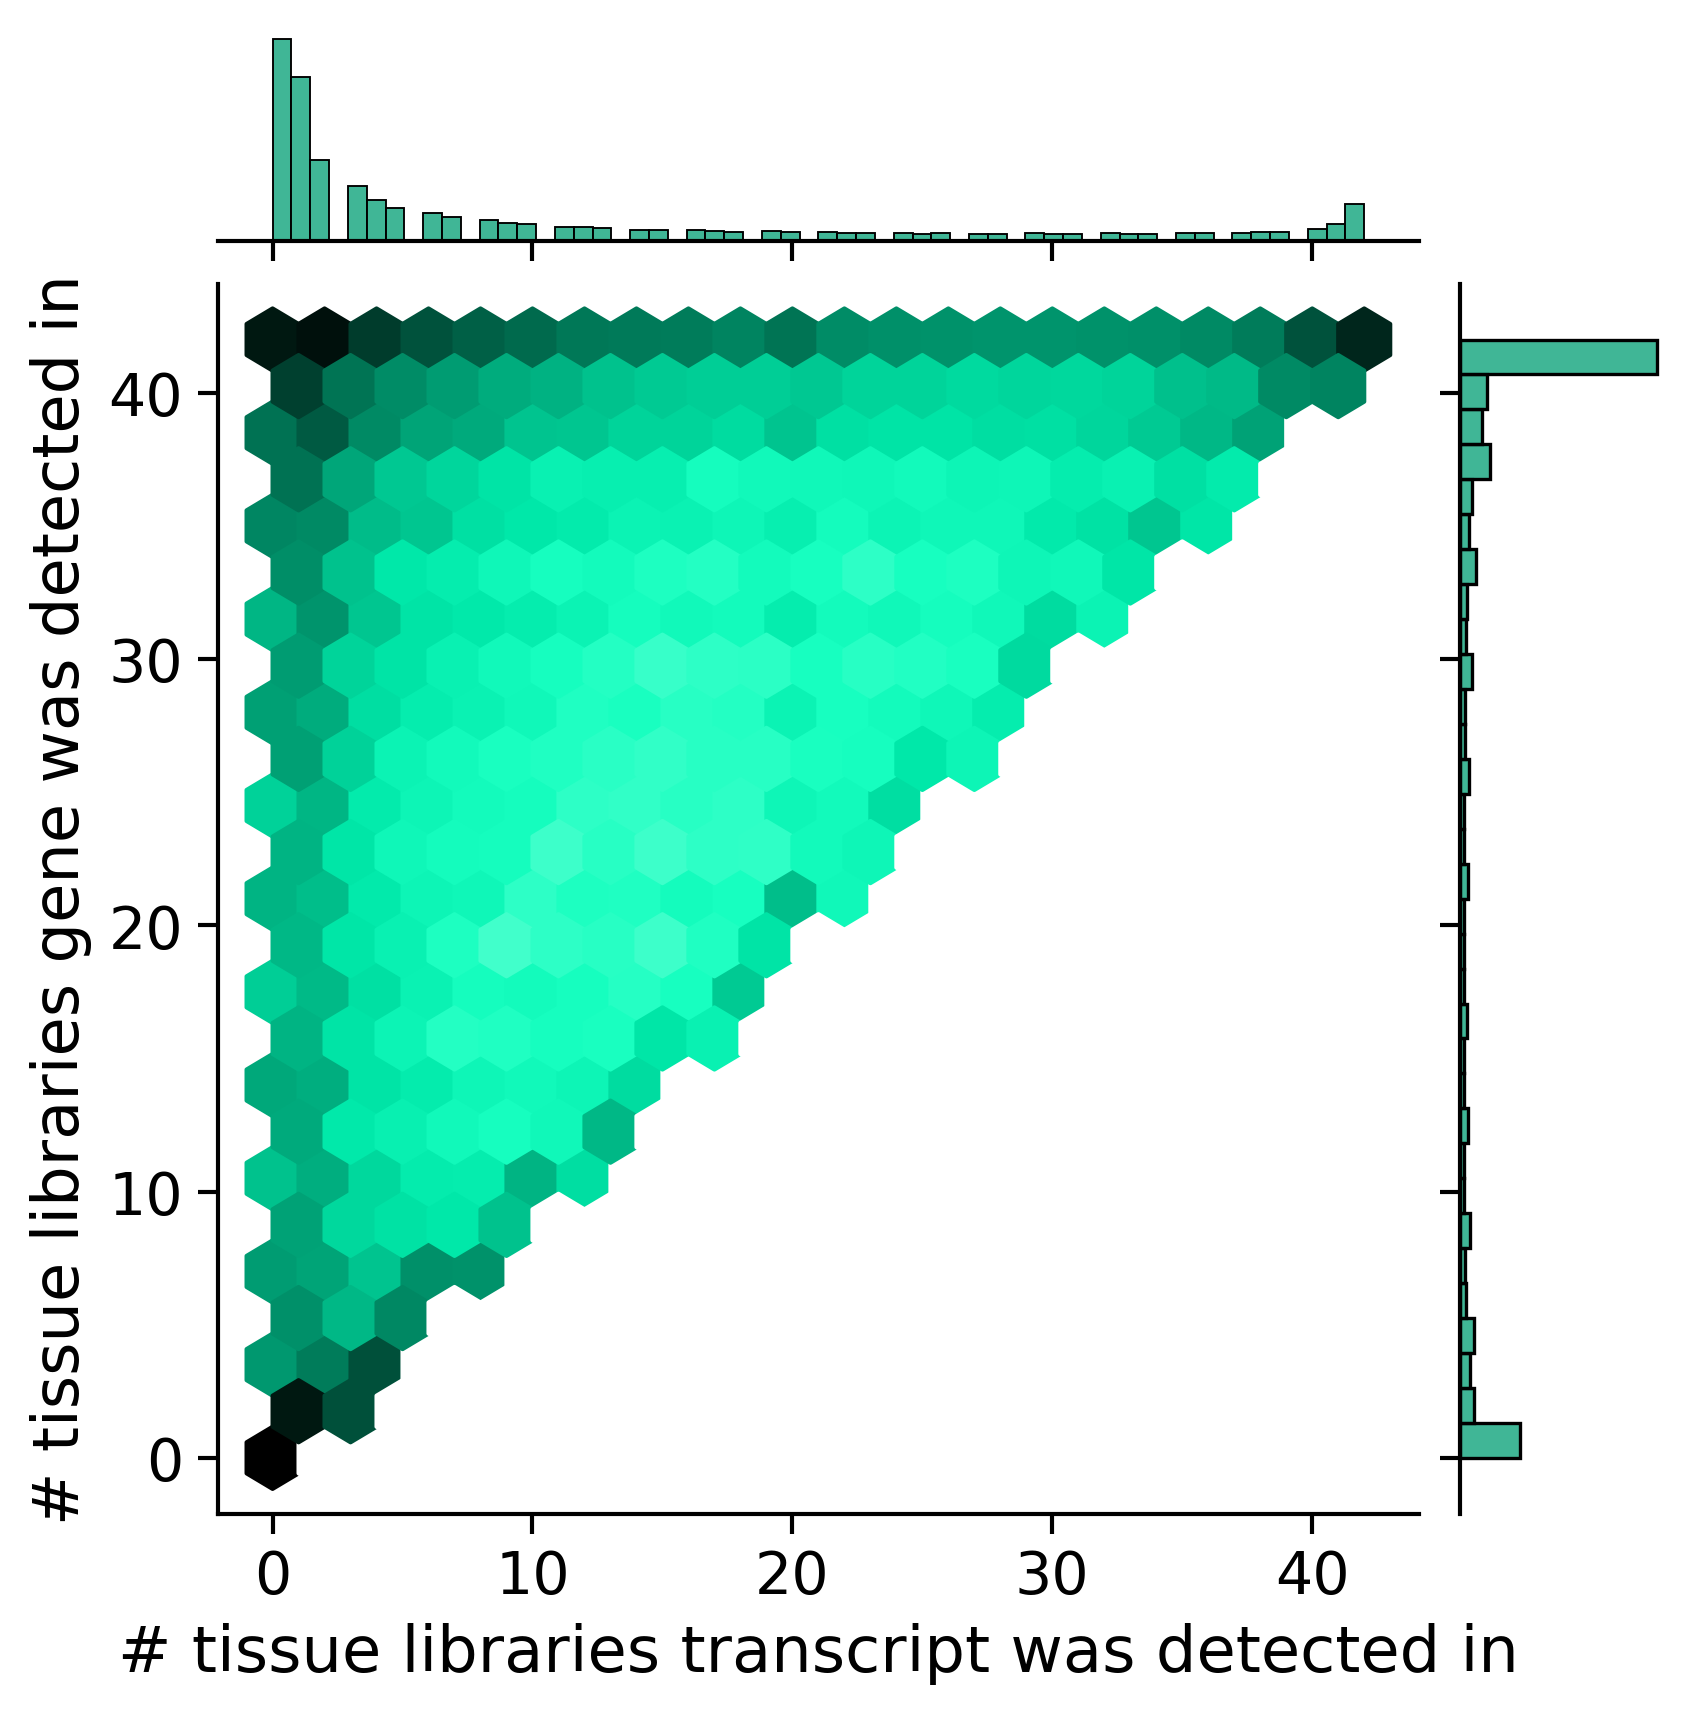 # tissue libraries gene was detected in
40
30
20
10
0
0 10 20 30 40
# tissue libraries transcript was detected in